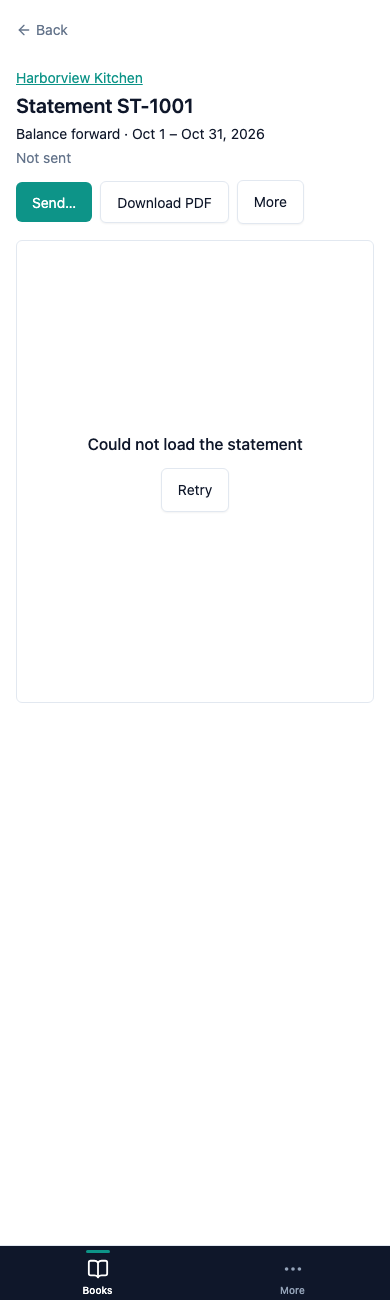 Back
Harborview Kitchen
Statement ST-1001
Balance forward · Oct 1 – Oct 31, 2026
Not sent
Send...
Download PDF
More
Could not load the statement
Retry
Books
More